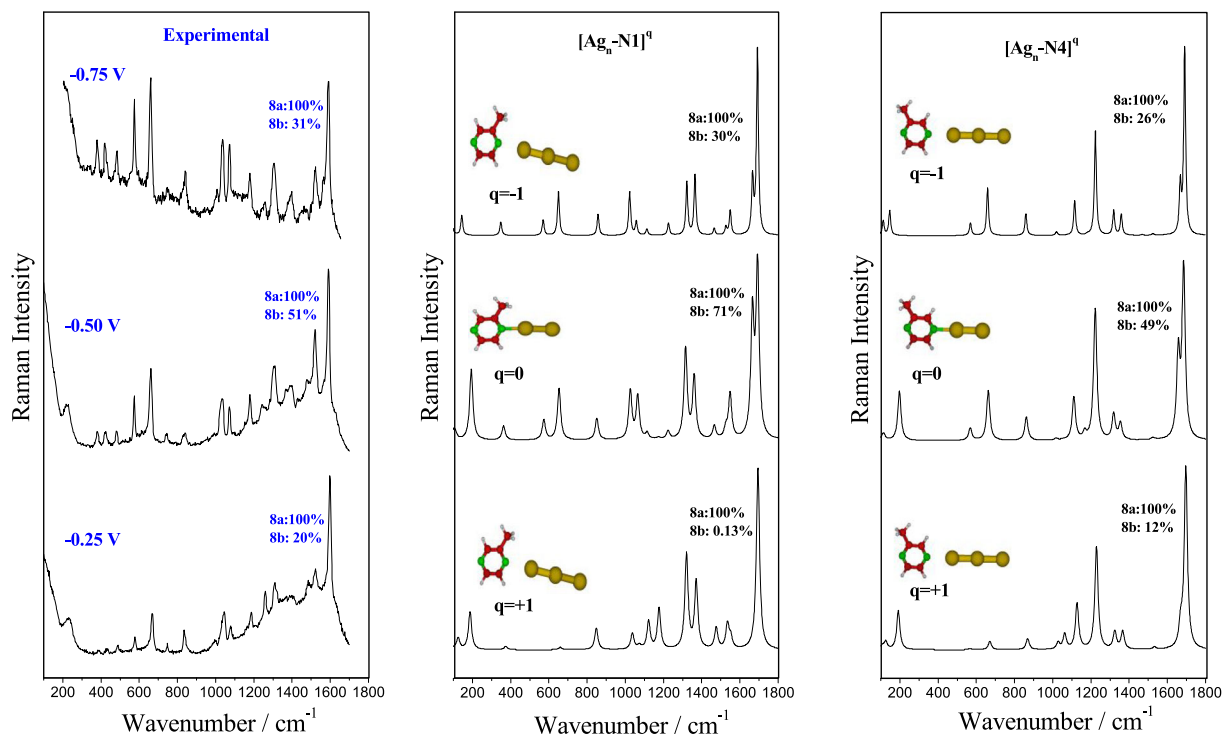 Experimental
-0.75 V
8a:100%
8b: 31%
-0.50 V
8a:100%
8b: 51%
-0.25 V
8a:100%
8b: 20%
Raman Intensity
200 400 600 800 1000 1200 1400 1600 1800
Wavenumber / cm⁻¹
[Agₙ-N1]^q
8a:100%
8b: 30%
q=-1
8a:100%
8b: 71%
q=0
8a:100%
8b: 0.13%
q=+1
Raman Intensity
200 400 600 800 1000 1200 1400 1600 1800
Wavenumber / cm⁻¹
[Agₙ-N4]^q
8a:100%
8b: 26%
q=-1
8a:100%
8b: 49%
q=0
8a:100%
8b: 12%
q=+1
Raman Intensity
200 400 600 800 1000 1200 1400 1600 1800
Wavenumber / cm⁻¹